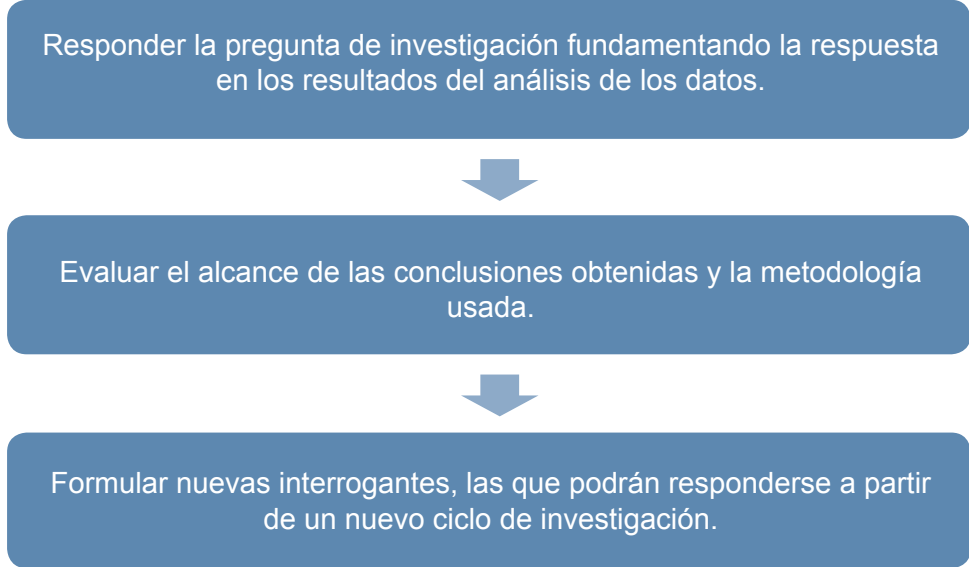 Responder la pregunta de investigación fundamentando la respuesta
en los resultados del análisis de los datos.
Evaluar el alcance de las conclusiones obtenidas y la metodología
usada.
Formular nuevas interrogantes, las que podrán responderse a partir
de un nuevo ciclo de investigación.